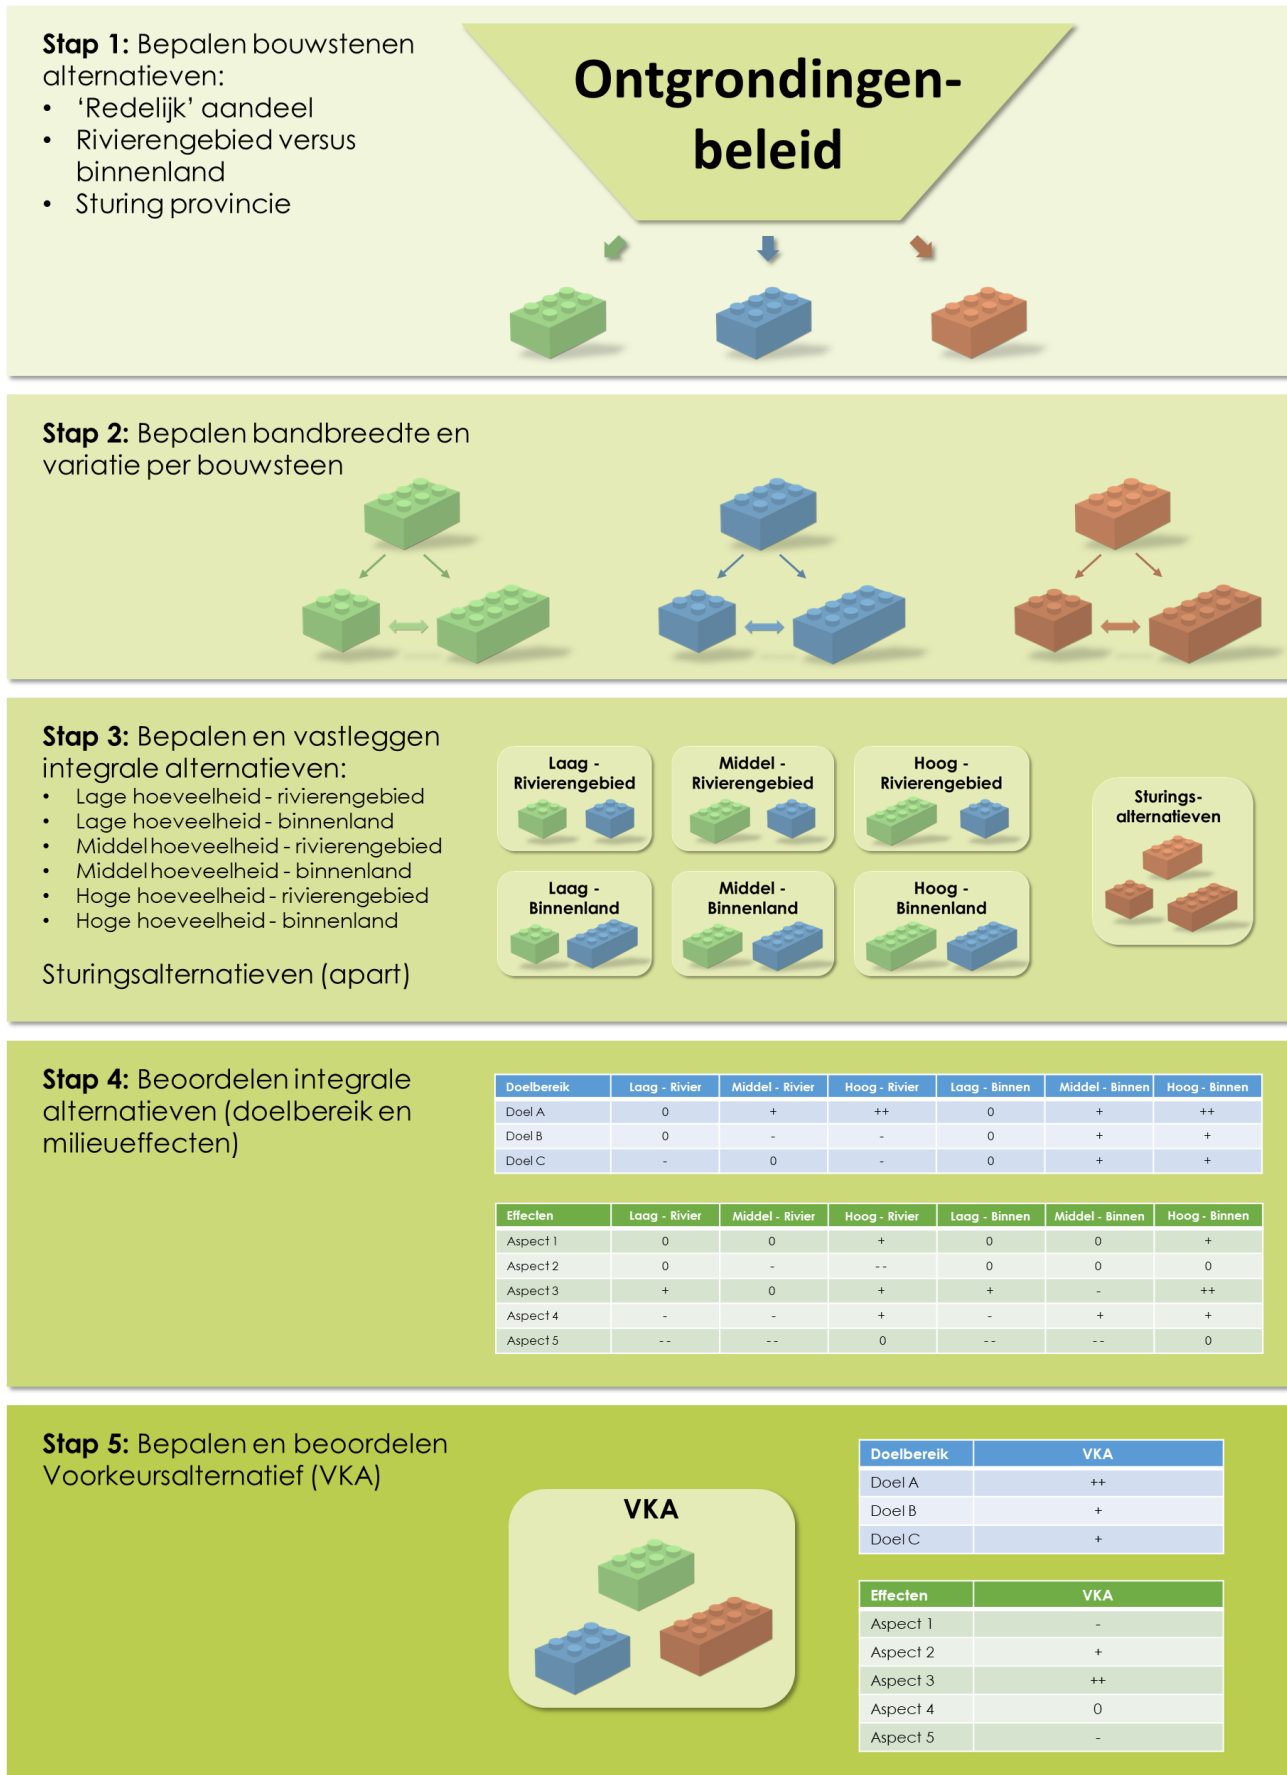 Stap 1: Bepalen bouwstenen
alternatieven:
• 'Redelijk' aandeel
• Rivierengebied versus
binnenland
• Sturing provincie
Ontgrondingen-
beleid
Stap 2: Bepalen bandbreedte en
variatie per bouwsteen
Stap 3: Bepalen en vastleggen
integrale alternatieven:
• Lage hoeveelheid - rivierengebied
• Lage hoeveelheid - binnenland
• Middel hoeveelheid - rivierengebied
• Middel hoeveelheid - binnenland
• Hoge hoeveelheid - rivierengebied
• Hoge hoeveelheid - binnenland
Sturingsalternatieven (apart)
Laag -
Rivierengebied
Middel -
Rivierengebied
Hoog -
Rivierengebied
Laag -
Binnenland
Middel -
Binnenland
Hoog -
Binnenland
Sturings-
alternatieven
Stap 4: Beoordelen integrale
alternatieven (doelbereik en
milieueffecten)
Doelbereik Laag - Rivier Middel - Rivier Hoog - Rivier Laag - Binnen Middel - Binnen Hoog - Binnen
Doel A 0 + ++ 0 + ++
Doel B 0 - - 0 + +
Doel C - 0 - 0 + +
Effecten Laag - Rivier Middel - Rivier Hoog - Rivier Laag - Binnen Middel - Binnen Hoog - Binnen
Aspect 1 0 0 + 0 0 +
Aspect 2 0 - -- 0 0 0
Aspect 3 + 0 + + - ++
Aspect 4 - - + - + +
Aspect 5 -- -- 0 -- -- 0
Stap 5: Bepalen en beoordelen
Voorkeursalternatief (VKA)
VKA
Doelbereik VKA
Doel A ++
Doel B +
Doel C +
Effecten VKA
Aspect 1 -
Aspect 2 +
Aspect 3 ++
Aspect 4 0
Aspect 5 -